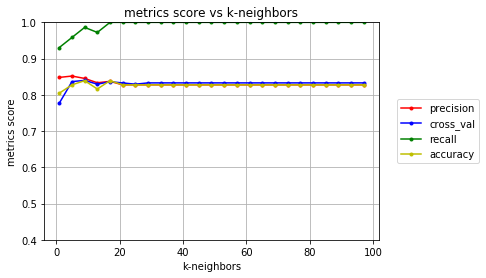 metrics score vs k-neighbors
1.0
0.9
0.8
0.7
0.6
0.5
0.4
metrics score
0 20 40 60 80 100
k-neighbors
precision
cross_val
recall
accuracy